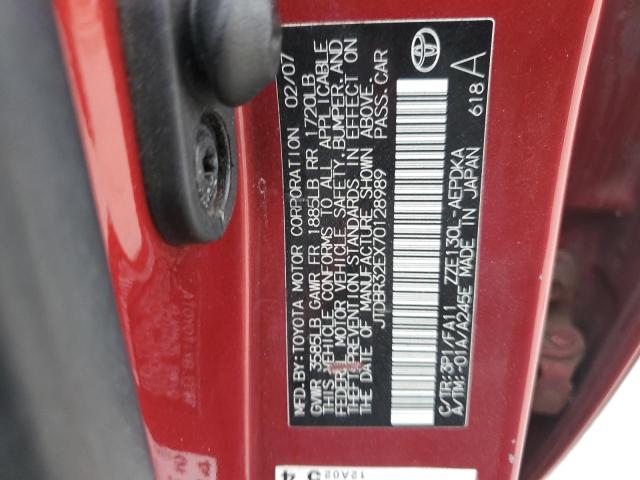 MFD. BY: TOYOTA MOTOR CORPORATION 02/07
GVWR 3585LB GAWR FR 1885LB RR 1720LB
THIS VEHICLE CONFORMS TO ALL APPLICABLE
FEDERAL MOTOR VEHICLE SAFETY, BUMPER, AND
THEFT PREVENTION STANDARDS IN EFFECT ON
THE DATE OF MANUFACTURE SHOWN ABOVE.
JTDBR32EX70128989 PASS. CAR
C/TR:3P1/FA11 ZZE130L-AEPDKA
A/TM:-01A/A245E MADE IN JAPAN
618 A
12A02